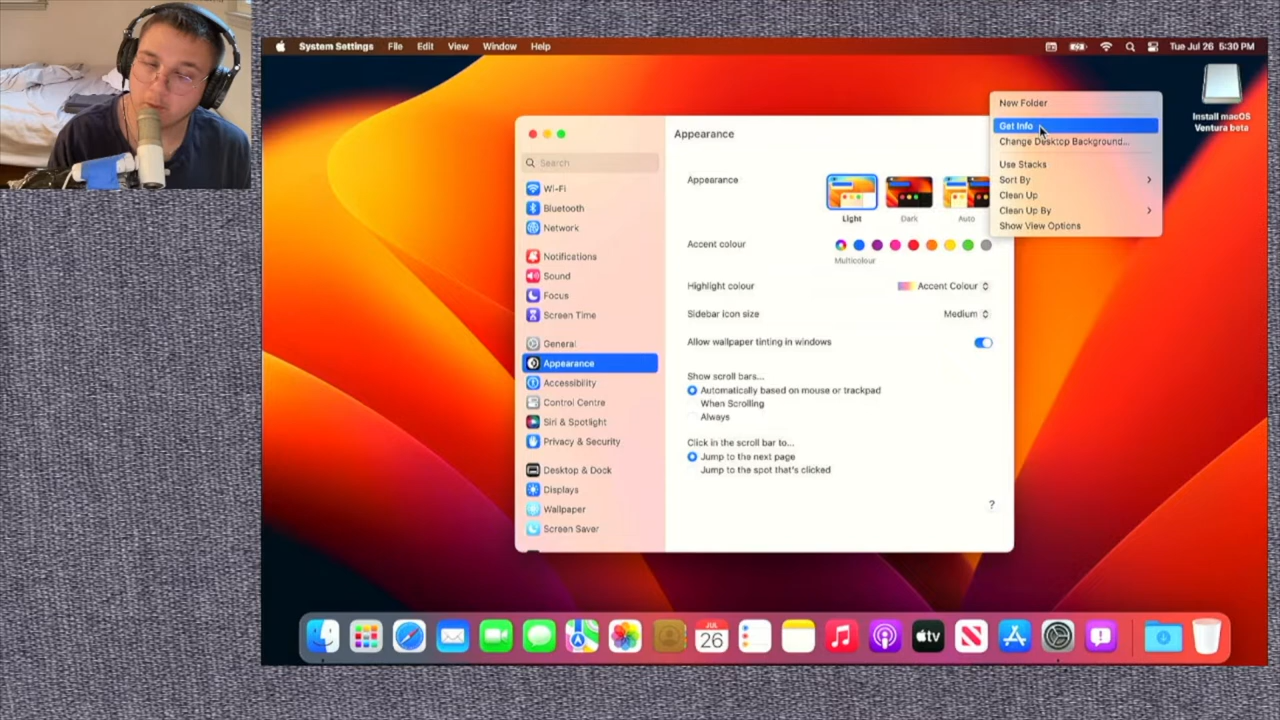 System Settings File Edit View Window Help
Tue Jul 26 5:30 PM
Install macOS
Ventura beta
New Folder
Get Info
Change Desktop Background...
Use Stacks
Sort By
Clean Up
Clean Up By
Show View Options
Search
Wi-Fi
Bluetooth
Network
Notifications
Sound
Focus
Screen Time
General
Appearance
Accessibility
Control Centre
Siri & Spotlight
Privacy & Security
Desktop & Dock
Displays
Wallpaper
Screen Saver
Appearance
Appearance
Light
Dark
Auto
Accent colour
Multicolour
Highlight colour
Accent Colour
Sidebar icon size
Medium
Allow wallpaper tinting in windows
Show scroll bars...
Automatically based on mouse or trackpad
When Scrolling
Always
Click in the scroll bar to...
Jump to the next page
Jump to the spot that's clicked
?
JUL
26
tv